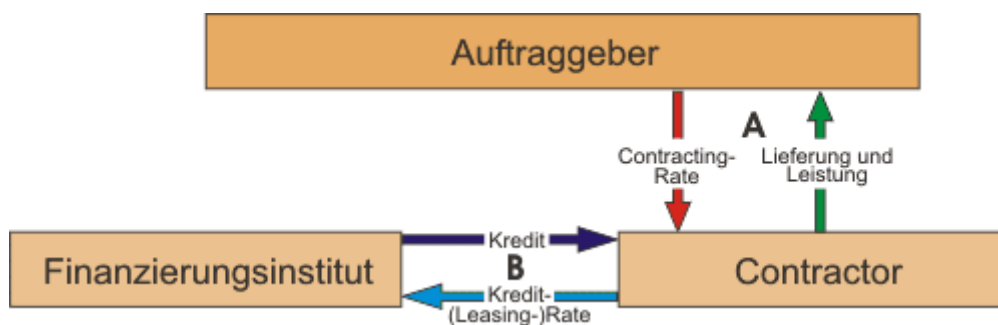 Auftraggeber
A
Contracting-
Rate
Lieferung und
Leistung
Finanzierungsinstitut
Kredit
B
Kredit-
(Leasing-)Rate
Contractor